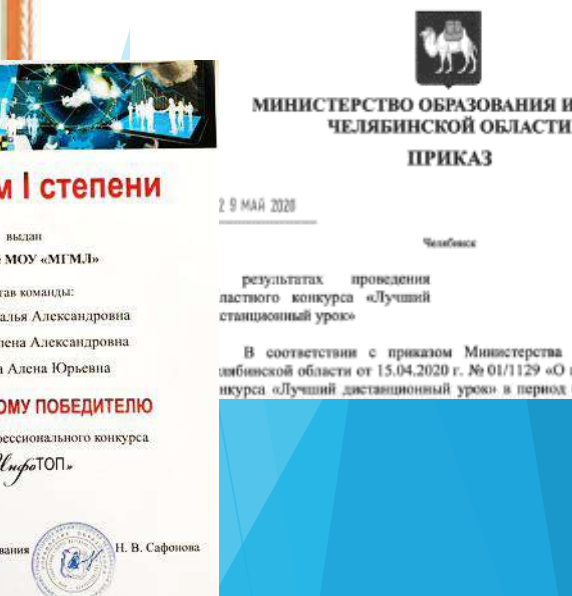 м I степени
выдан
МОУ «МГМЛ»
тав команды:
алья Александровна
лена Александровна
а Алена Юрьевна
ОМУ ПОБЕДИТЕЛЮ
ессионального конкурса
ИнфоТОП»
вания
Н. В. Сафонова
МИНИСТЕРСТВО ОБРАЗОВАНИЯ И
ЧЕЛЯБИНСКОЙ ОБЛАСТИ
ПРИКАЗ
2 9 МАЙ 2020
Челябинск
результатах проведения
ластного конкурса «Лучший
станционный урок»
В соответствии с приказом Министерства
лябинской области от 15.04.2020 г. № 01/1129 «О
нкурса «Лучший дистанционный урок» в период